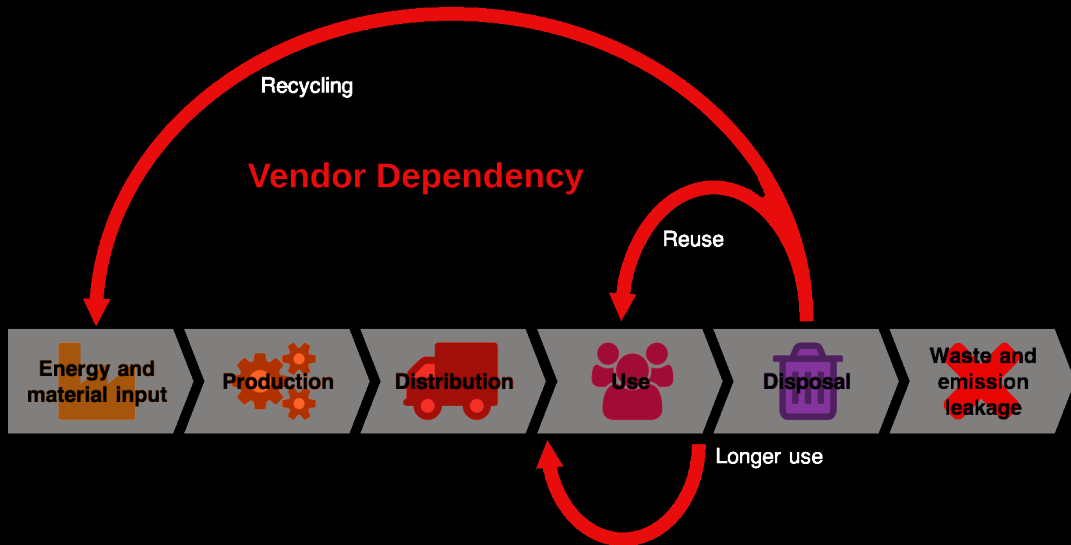 Recycling
Vendor Dependency
Reuse
Energy and
material input
Production
Distribution
Use
Disposal
Waste and
emission
leakage
Longer use